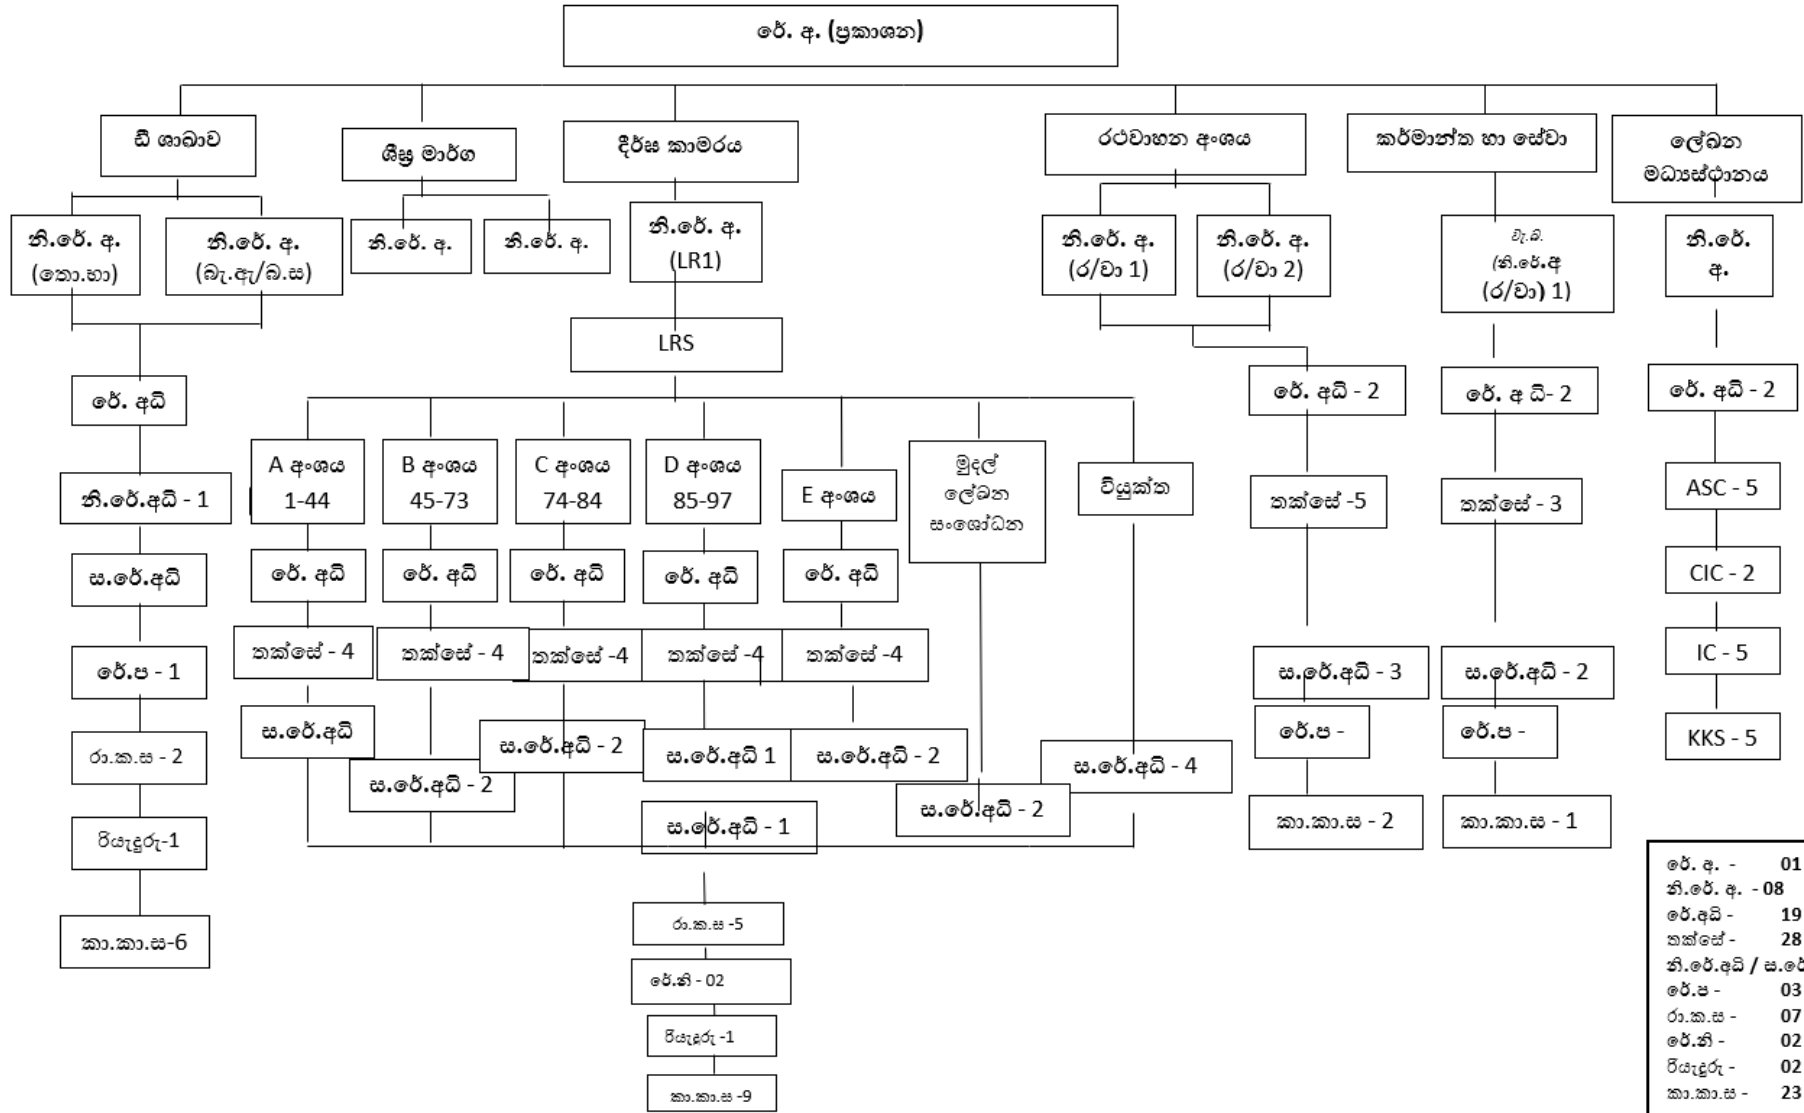 රේ. අ. (ප්‍රකාශන)
ඩී ශාඛාව
ශීඝ්‍ර මාර්ග
දීර්ඝ කාමරය
රථවාහන අංශය
කර්මාන්ත හා සේවා
ලේඛන
මධ්‍යස්ථානය
නි.රේ. අ.
(තො.භා)
නි.රේ. අ.
(බැ.ඇ/බ.ස)
නි.රේ. අ.
නි.රේ. අ.
නි.රේ. අ.
(LR1)
නි.රේ. අ.
(ර/වා 1)
නි.රේ. අ.
(ර/වා 2)
වැ.බ.
(නි.රේ.අ
(ර/වා) 1)
නි.රේ.
අ.
LRS
රේ. අධි
රේ. අධි - 2
රේ. අ ධි- 2
රේ. අධි - 2
A අංශය
1-44
B අංශය
45-73
C අංශය
74-84
D අංශය
85-97
E අංශය
මුදල්
ලේඛන
සංශෝධන
වියුක්ත
නි.රේ.අධි - 1
තක්සේ -5
තක්සේ - 3
ASC - 5
ස.රේ.අධි
රේ. අධි
රේ. අධි
රේ. අධි
රේ. අධි
රේ. අධි
CIC - 2
රේ.ප - 1
තක්සේ - 4
තක්සේ - 4
තක්සේ -4
තක්සේ -4
තක්සේ -4
ස.රේ.අධි - 3
ස.රේ.අධි - 2
IC - 5
රා.ක.ස - 2
ස.රේ.අධි
ස.රේ.අධි - 2
ස.රේ.අධි - 2
ස.රේ.අධි 1
ස.රේ.අධි - 2
ස.රේ.අධි - 2
ස.රේ.අධි - 4
රේ.ප -
රේ.ප -
KKS - 5
රියැදුරු-1
ස.රේ.අධි - 1
කා.කා.ස - 2
කා.කා.ස - 1
කා.කා.ස-6
රා.ක.ස -5
රේ.නි - 02
රියැදුරු -1
කා.කා.ස -9
රේ. අ. - 01
නි.රේ. අ. - 08
රේ.අධි - 19
තක්සේ - 28
නි.රේ.අධි / ස.රේ
රේ.ප - 03
රා.ක.ස - 07
රේ.නි - 02
රියැදුරු - 02
කා.කා.ස - 23